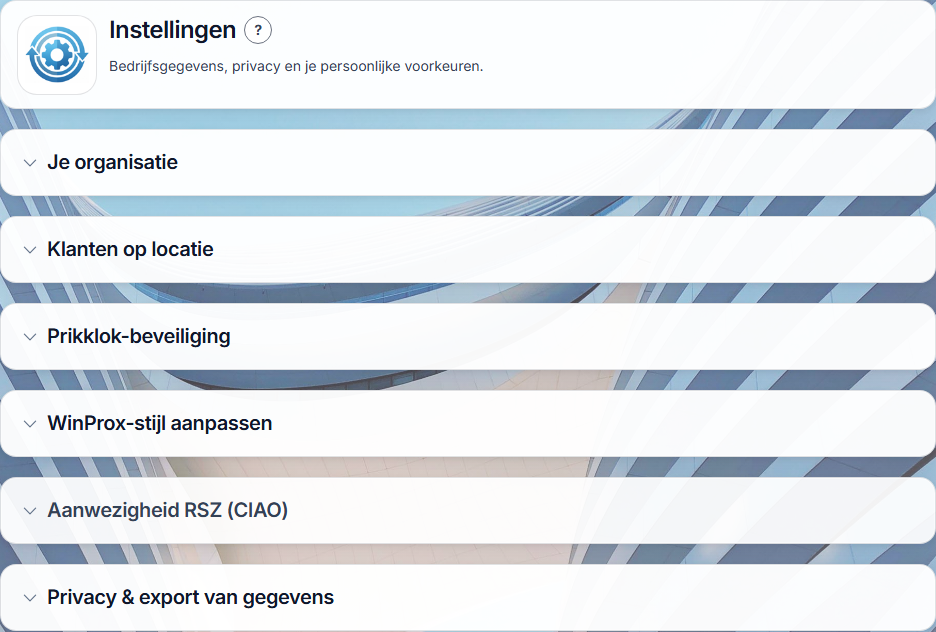 Instellingen ?
Bedrijfsgegevens, privacy en je persoonlijke voorkeuren.
Je organisatie
Klanten op locatie
Prikklok-beveiliging
WinProx-stijl aanpassen
Aanwezigheid RSZ (CIAO)
Privacy & export van gegevens